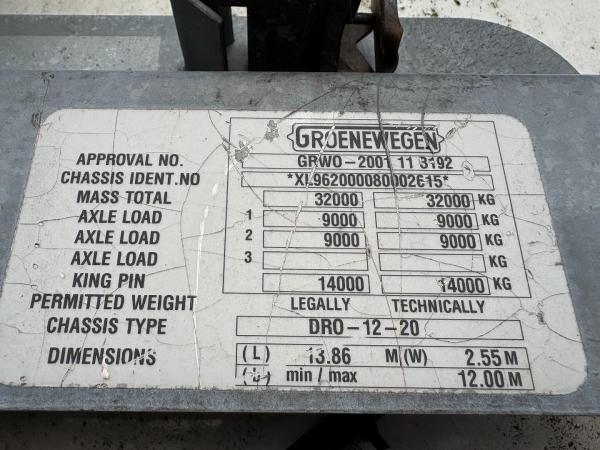 GROENEWEGEN
APPROVAL NO. GRWO-2001 11 3192
CHASSIS IDENT.NO *XL962000080002615*
MASS TOTAL 32000 32000 KG
AXLE LOAD 1 9000 9000 KG
AXLE LOAD 2 9000 9000 KG
AXLE LOAD 3 KG
KING PIN 14000 14000 KG
PERMITTED WEIGHT LEGALLY TECHNICALLY
CHASSIS TYPE DRO-12-20
DIMENSIONS (L) 13.86 M (W) 2.55 M
min / max 12.00 M